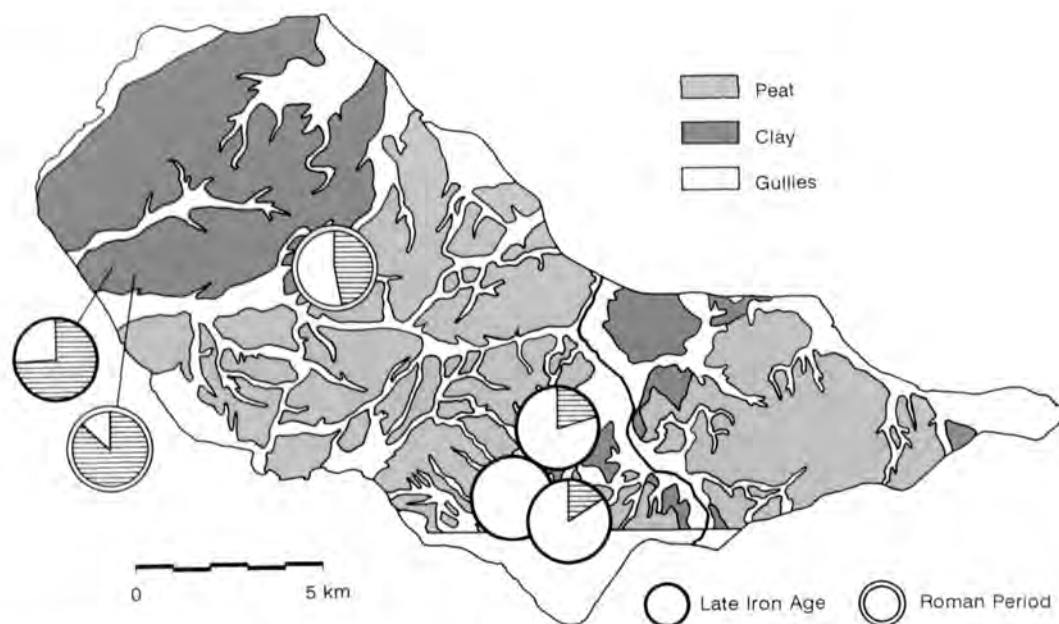 Peat
Clay
Gullies
0 5 km
Late Iron Age
Roman Period